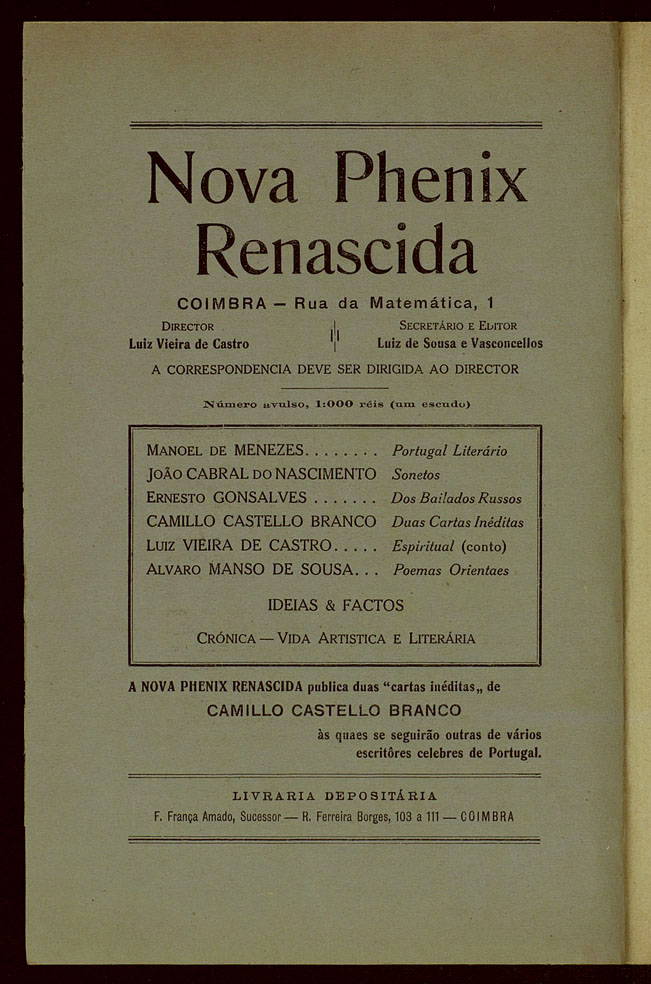 Nova Phenix
Renascida
COIMBRA — Rua da Matemática, 1
DIRECTOR
Luiz Vieira de Castro
SECRETÁRIO E EDITOR
Luiz de Sousa e Vasconcellos
A CORRESPONDENCIA DEVE SER DIRIGIDA AO DIRECTOR
Número avulso, 1:000 réis (um escudo)
MANOEL DE MENEZES........ Portugal Literário
JOÃO CABRAL DO NASCIMENTO Sonetos
ERNESTO GONSALVES ....... Dos Bailados Russos
CAMILLO CASTELLO BRANCO Duas Cartas Inéditas
LUIZ VIEIRA DE CASTRO..... Espiritual (conto)
ALVARO MANSO DE SOUSA... Poemas Orientaes
IDEIAS & FACTOS
CRÓNICA — VIDA ARTISTICA E LITERÁRIA
A NOVA PHENIX RENASCIDA publica duas “cartas inéditas„ de
CAMILLO CASTELLO BRANCO
às quaes se seguirão outras de vários
escritôres celebres de Portugal.
LIVRARIA DEPOSITÁRIA
F. França Amado, Sucessor — R. Ferreira Borges, 103 a 111 — COIMBRA